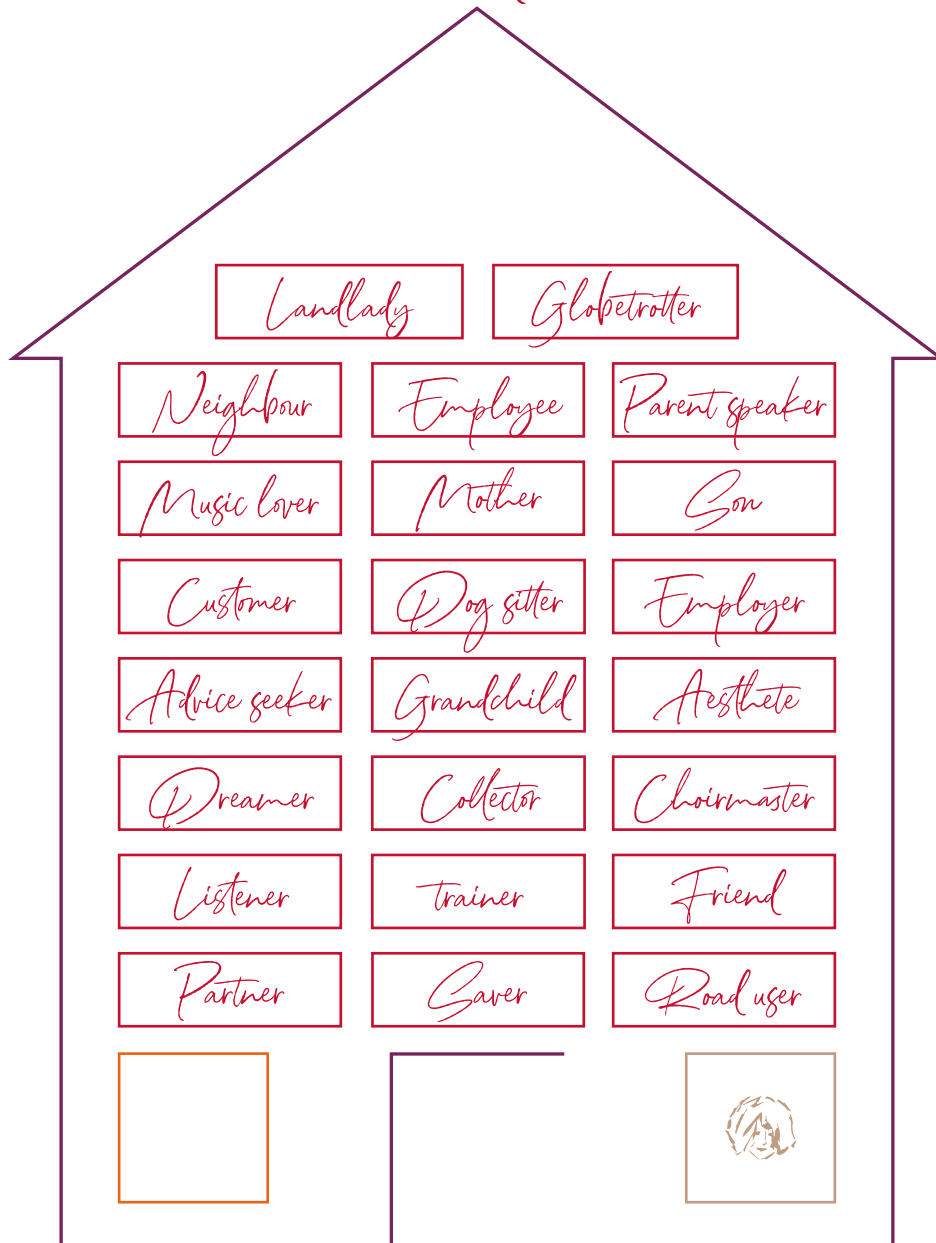 Landlady Globetrotter
Neighbour Employee Parent speaker
Music lover Mother Son
Customer Dog sitter Employer
Advice seeker Grandchild Aesthete
Dreamer Collector Choirmaster
Listener trainer Friend
Partner Saver Road user